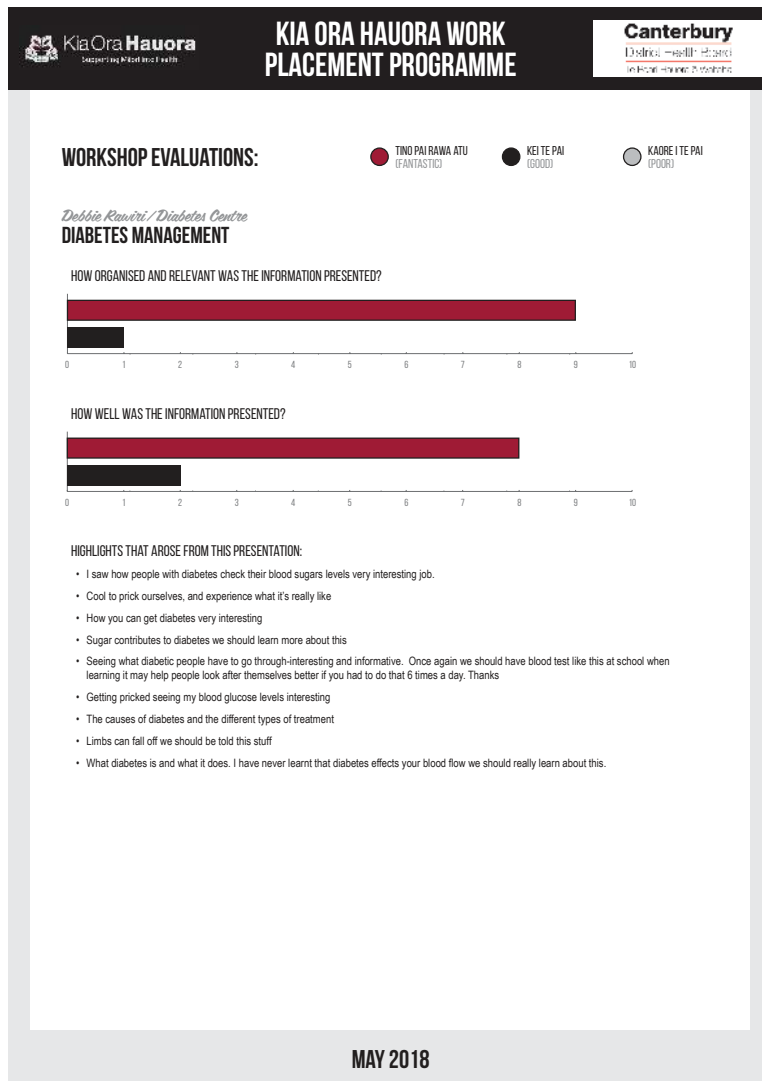 KiaOra Hauora
Supporting Māori into Health
KIA ORA HAUORA WORK
PLACEMENT PROGRAMME
Canterbury
District Health Board
WORKSHOP EVALUATIONS:
TINO PAI RAWA ATU
(FANTASTIC)
KEI TE PAI
(GOOD)
KAORE I TE PAI
(POOR)
Debbie Rawiri / Diabetes Centre
DIABETES MANAGEMENT
HOW ORGANISED AND RELEVANT WAS THE INFORMATION PRESENTED?
0 1 2 3 4 5 6 7 8 9 10
HOW WELL WAS THE INFORMATION PRESENTED?
0 1 2 3 4 5 6 7 8 9 10
HIGHLIGHTS THAT AROSE FROM THIS PRESENTATION:
• I saw how people with diabetes check their blood sugars levels very interesting job.
• Cool to prick ourselves, and experience what it's really like
• How you can get diabetes very interesting
• Sugar contributes to diabetes we should learn more about this
• Seeing what diabetic people have to go through-interesting and informative. Once again we should have blood test like this at school when
learning it may help people look after themselves better if you had to do that 6 times a day. Thanks
• Getting pricked seeing my blood glucose levels interesting
• The causes of diabetes and the different types of treatment
• Limbs can fall off we should be told this stuff
• What diabetes is and what it does. I have never learnt that diabetes effects your blood flow we should really learn about this.
MAY 2018